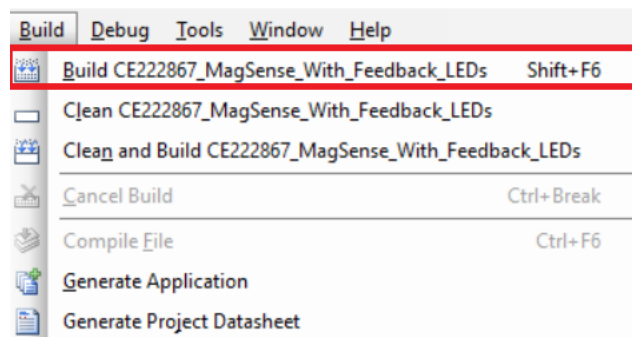 Build Debug Tools Window Help
Build CE222867_MagSense_With_Feedback_LEDs Shift+F6
Clean CE222867_MagSense_With_Feedback_LEDs
Clean and Build CE222867_MagSense_With_Feedback_LEDs
Cancel Build Ctrl+Break
Compile File Ctrl+F6
Generate Application
Generate Project Datasheet